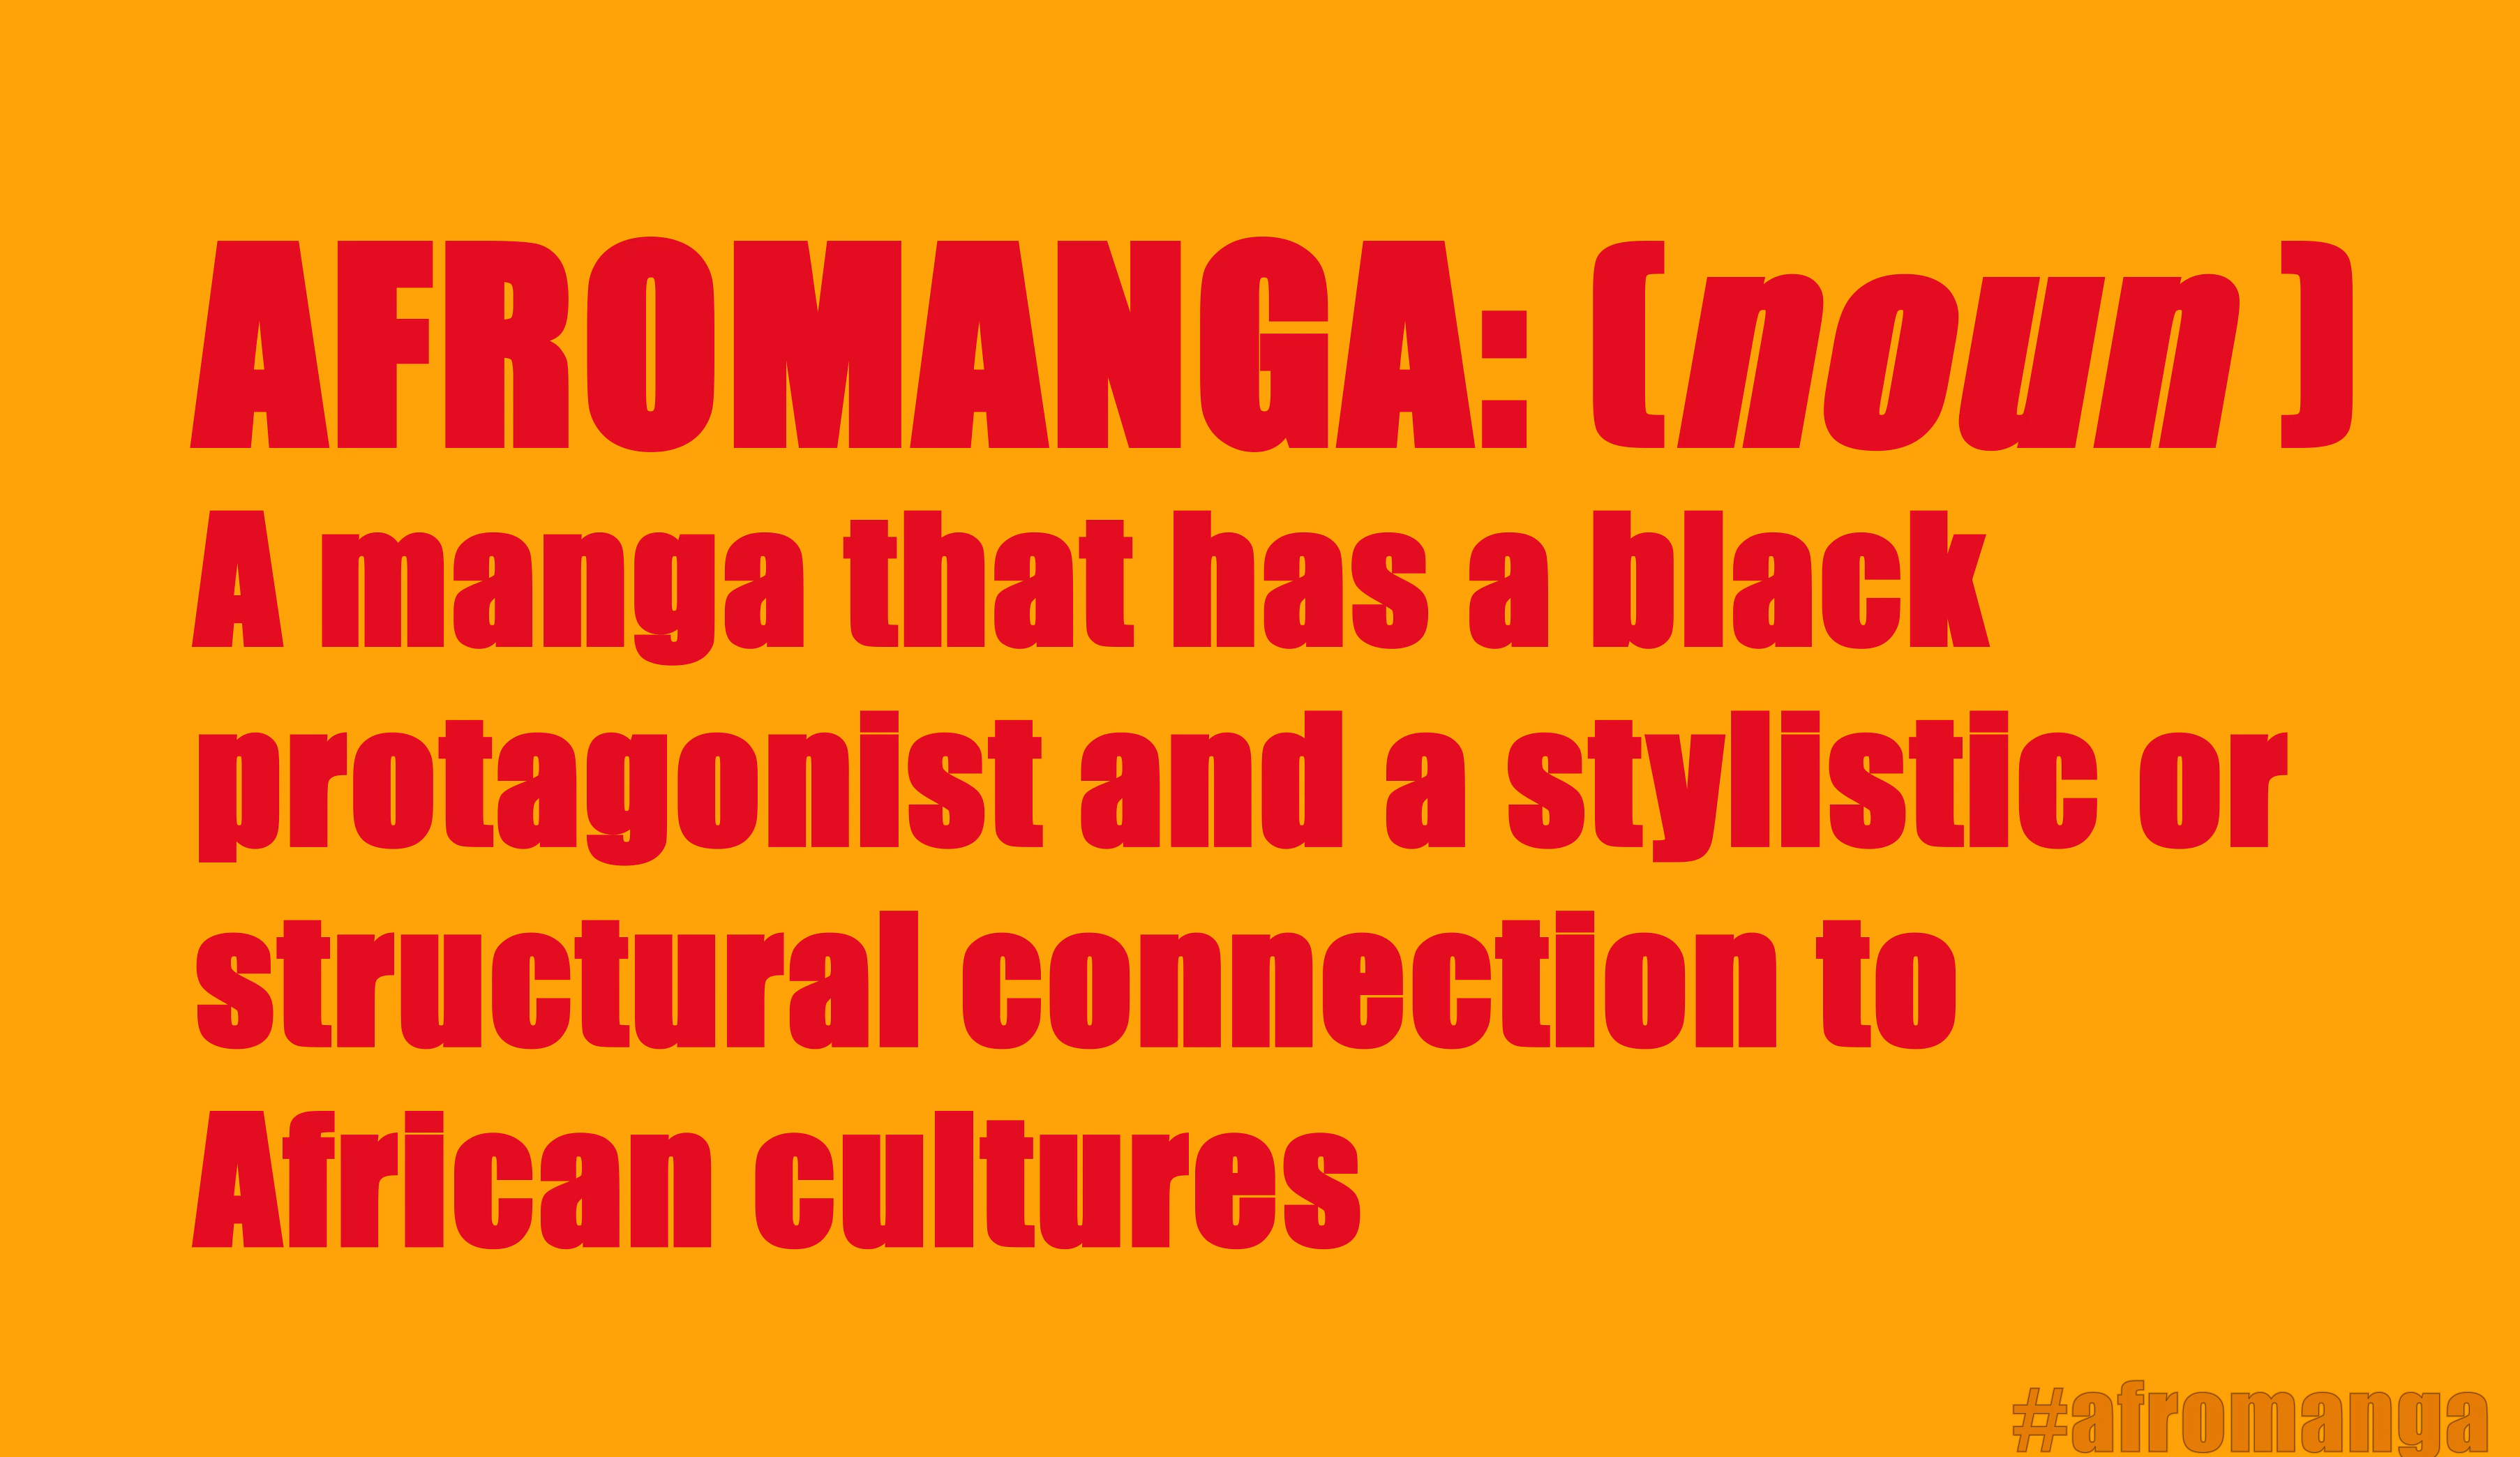 AFROMANGA: (noun)
A manga that has a black
protagonist and a stylistic or
structural connection to
African cultures
#afromanga